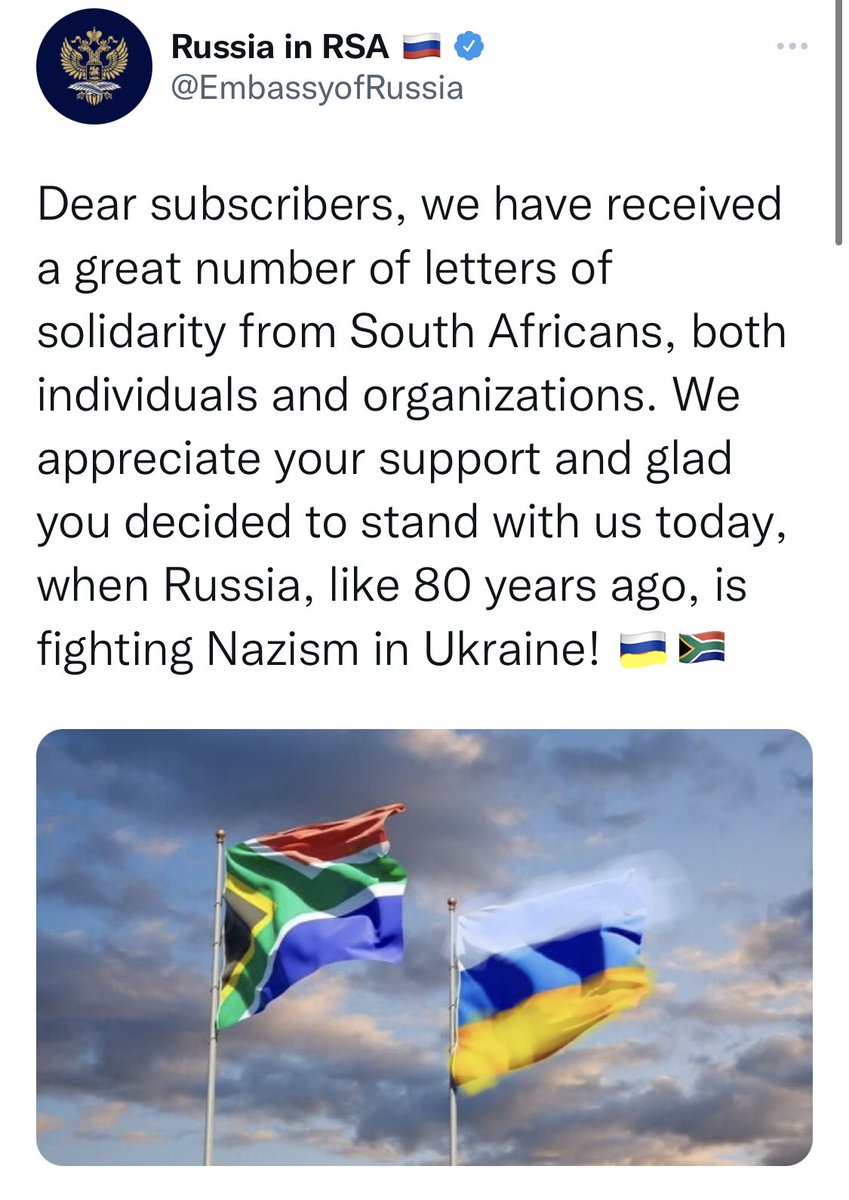 Russia in RSA 🇷🇺
@EmbassyofRussia
Dear subscribers, we have received
a great number of letters of
solidarity from South Africans, both
individuals and organizations. We
appreciate your support and glad
you decided to stand with us today,
when Russia, like 80 years ago, is
fighting Nazism in Ukraine!